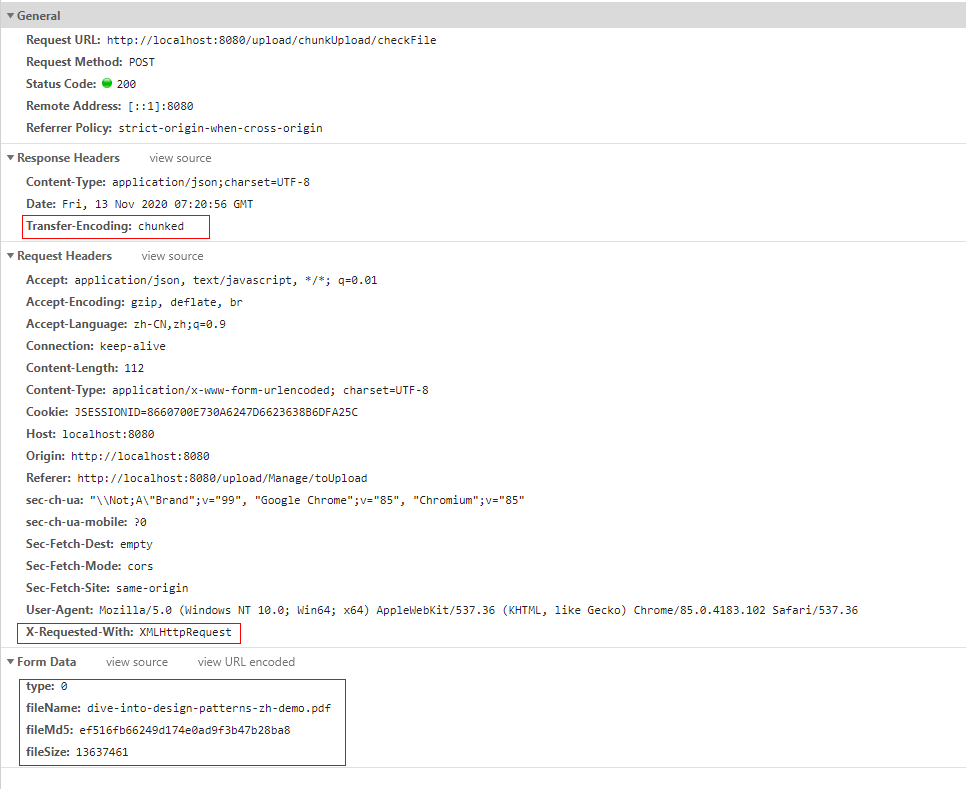 General
Request URL: http://localhost:8080/upload/chunkUpload/checkFile
Request Method: POST
Status Code: 200
Remote Address: [::1]:8080
Referrer Policy: strict-origin-when-cross-origin
Response Headers view source
Content-Type: application/json;charset=UTF-8
Date: Fri, 13 Nov 2020 07:20:56 GMT
Transfer-Encoding: chunked
Request Headers view source
Accept: application/json, text/javascript, */*; q=0.01
Accept-Encoding: gzip, deflate, br
Accept-Language: zh-CN,zh;q=0.9
Connection: keep-alive
Content-Length: 112
Content-Type: application/x-www-form-urlencoded; charset=UTF-8
Cookie: JSESSIONID=8660700E730A6247D6623638B6DFA25C
Host: localhost:8080
Origin: http://localhost:8080
Referer: http://localhost:8080/upload/Manage/toUpload
sec-ch-ua: "\\Not;A\"Brand";v="99", "Google Chrome";v="85", "Chromium";v="85"
sec-ch-ua-mobile: ?0
Sec-Fetch-Dest: empty
Sec-Fetch-Mode: cors
Sec-Fetch-Site: same-origin
User-Agent: Mozilla/5.0 (Windows NT 10.0; Win64; x64) AppleWebKit/537.36 (KHTML, like Gecko) Chrome/85.0.4183.102 Safari/537.36
X-Requested-With: XMLHttpRequest
Form Data view source view URL encoded
type: 0
fileName: dive-into-design-patterns-zh-demo.pdf
fileMd5: ef516fb66249d174e0ad9f3b47b28ba8
fileSize: 13637461